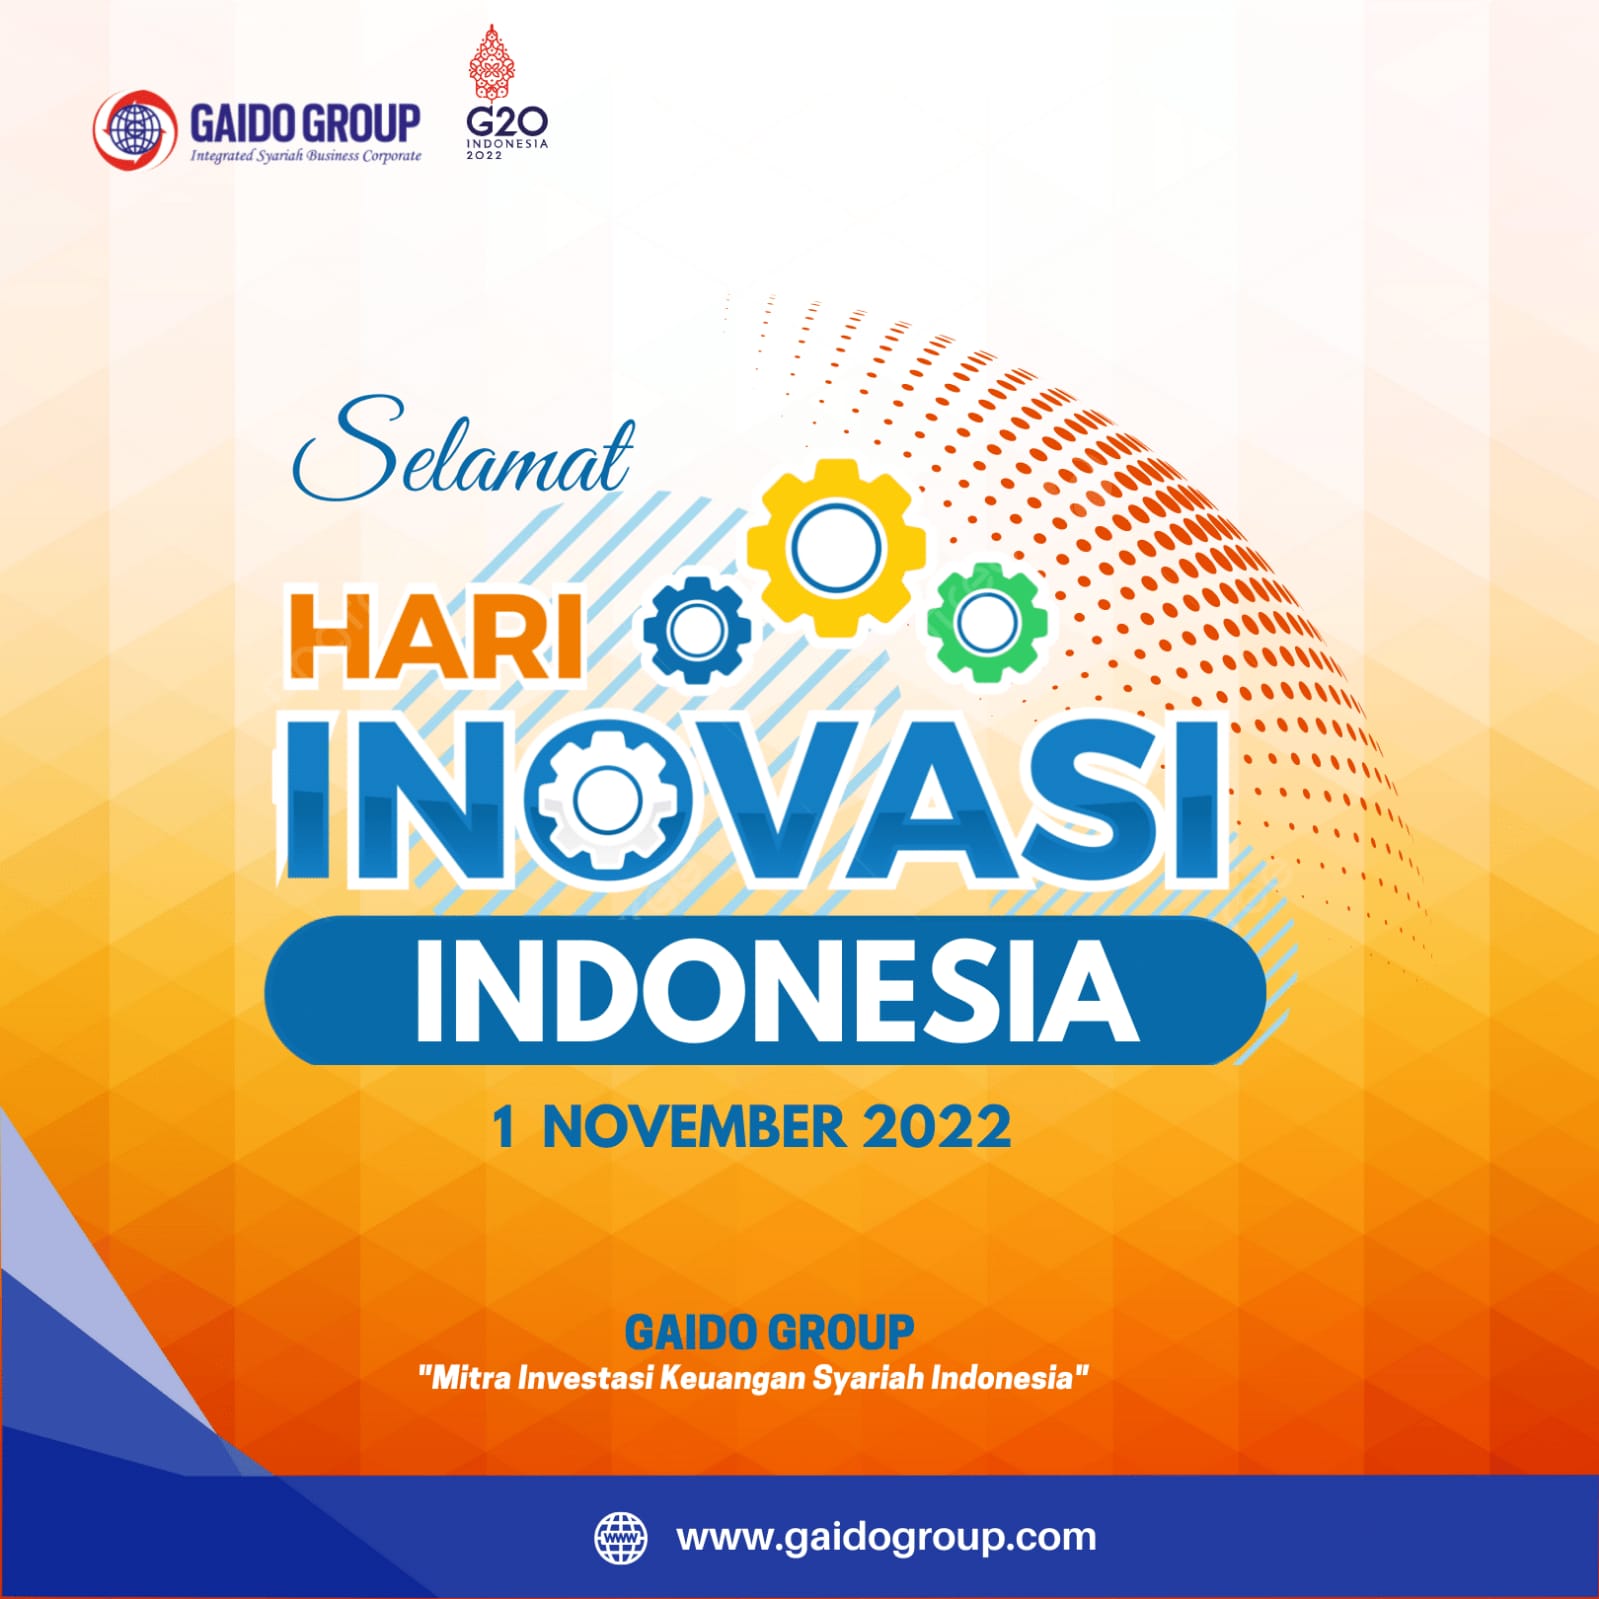 GAIDO GROUP
Integrated Syariah Business Corporate
G20
INDONESIA
2022
Selamat
HARI
INOVASI
INDONESIA
1 NOVEMBER 2022
GAIDO GROUP
"Mitra Investasi Keuangan Syariah Indonesia"
www
www.gaidogroup.com